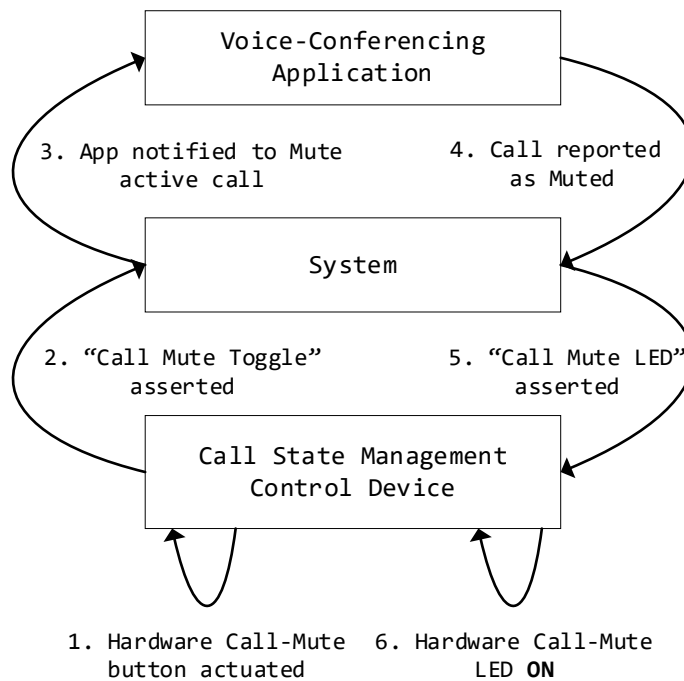 Voice-Conferencing
Application
3. App notified to Mute
active call
4. Call reported
as Muted
System
2. “Call Mute Toggle”
asserted
5. “Call Mute LED”
asserted
Call State Management
Control Device
1. Hardware Call-Mute
button actuated
6. Hardware Call-Mute
LED ON